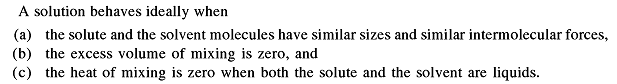 A solution behaves ideally when
(a) the solute and the solvent molecules have similar sizes and similar intermolecular forces,
(b) the excess volume of mixing is zero, and
(c) the heat of mixing is zero when both the solute and the solvent are liquids.